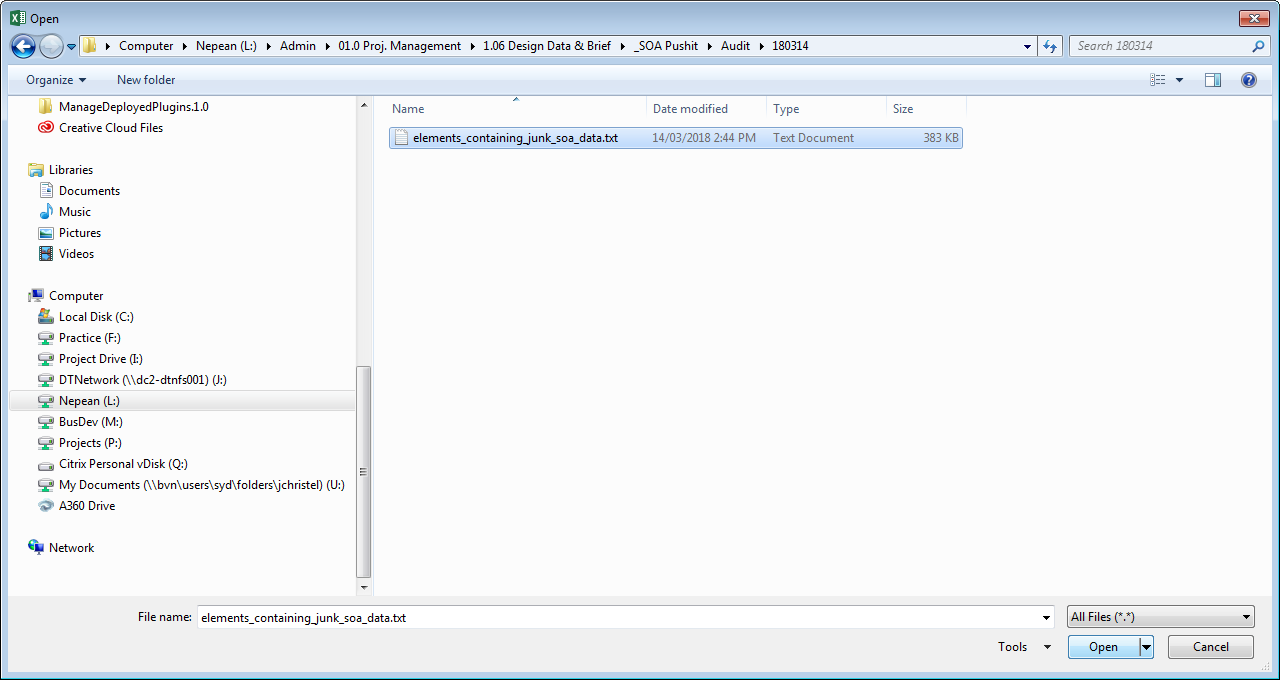 Open
Computer Nepean (L:) Admin 01.0 Proj. Management 1.06 Design Data & Brief _SOA Pushit Audit 180314 Search 180314
Organize New folder
ManageDeployedPlugins.1.0
Creative Cloud Files
Libraries
Documents
Music
Pictures
Videos
Computer
Local Disk (C:)
Practice (F:)
Project Drive (I:)
DTNetwork (\\dc2-dtnfs001) (J:)
Nepean (L:)
BusDev (M:)
Projects (P:)
Citrix Personal vDisk (Q:)
My Documents (\\bvn\users\syd\folders\jchristel) (U:)
A360 Drive
Network
Name Date modified Type Size
elements_containing_junk_soa_data.txt 14/03/2018 2:44 PM Text Document 383 KB
File name: elements_containing_junk_soa_data.txt All Files (*.*)
Tools Open Cancel